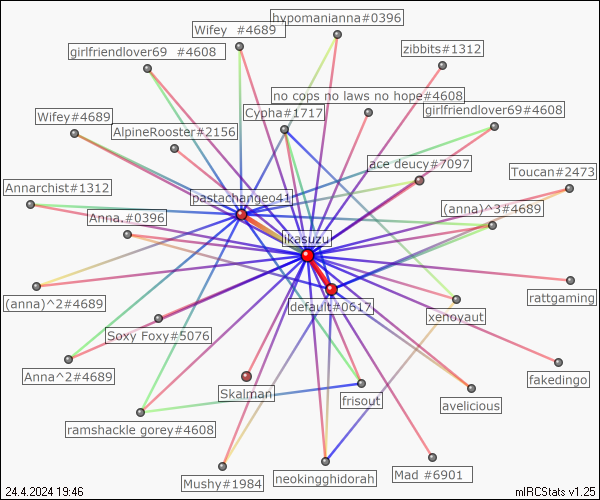 hypomanianna#0396
Wifey #4689
girlfriendlover69 #4608
zibbits#1312
no cops no laws no hope#4608
Cypha#1717
girlfriendlover69#4608
Wifey#4689
AlpineRooster#2156
ace deucy#7097
Toucan#2473
Annarchist#1312
pastachangeo41
Anna.#0396
(anna)^3#4689
ikasuzu
(anna)^2#4689
rattgaming
default#0617
xenoyaut
Soxy Foxy#5076
Anna^2#4689
fakedingo
Skalman
frisout
avelicious
ramshackle gorey#4608
Mushy#1984
neokingghidorah
Mad #6901
24.4.2024 19:46
mIRCStats v1.25